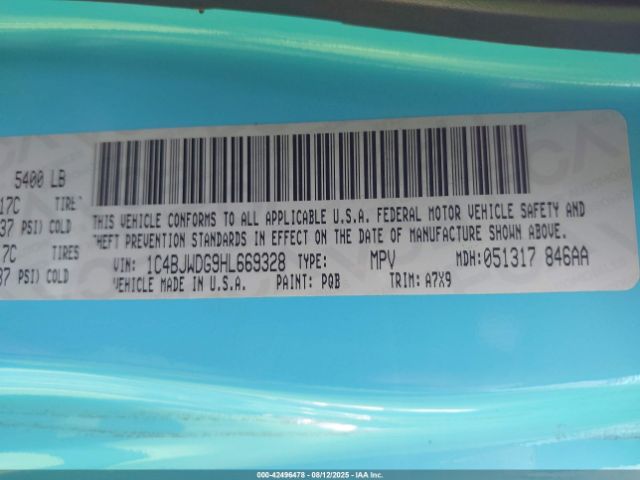 5400 LB
17C TIRE
37 PSI) COLD
7C TIRES
37 PSI) COLD
THIS VEHICLE CONFORMS TO ALL APPLICABLE U.S.A. FEDERAL MOTOR VEHICLE SAFETY AND
THEFT PREVENTION STANDARDS IN EFFECT ON THE DATE OF MANUFACTURE SHOWN ABOVE.
VIN: 1C4BJWDG9HL669328 TYPE: MPV MDH: 051317 846AA
VEHICLE MADE IN U.S.A. PAINT: PQB TRIM: A7X9
00-42496478 - 08/12/2025 - IAA Inc.